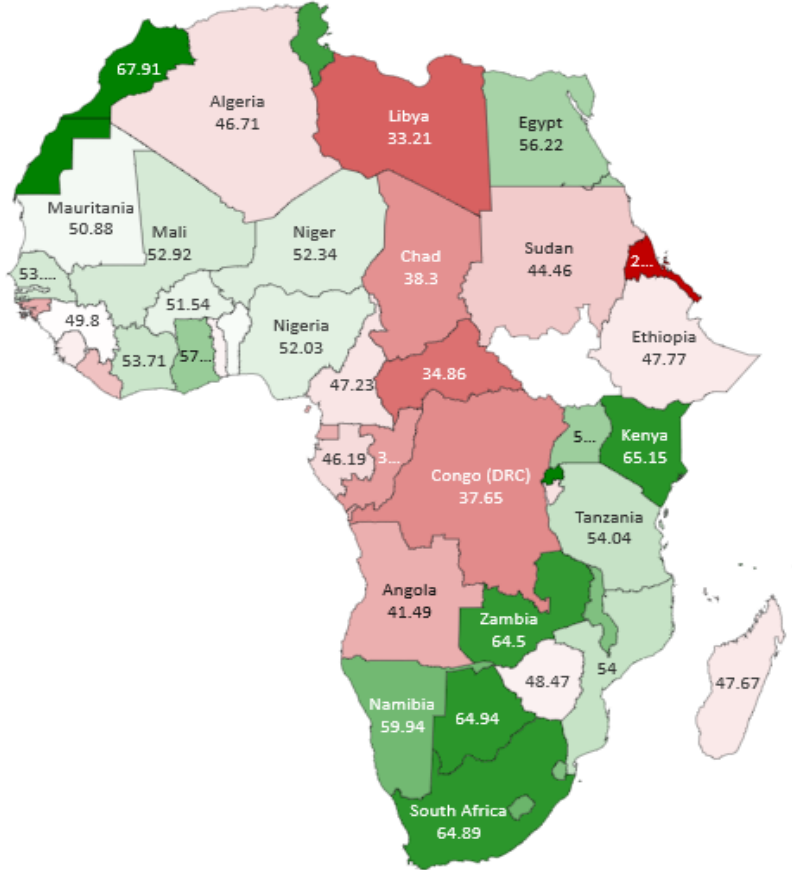 67.91
Algeria
46.71
Libya
33.21
Egypt
56.22
Mauritania
50.88
Mali
52.92
Niger
52.34
Chad
38.3
Sudan
44.46
2...
53....
51.54
49.8
Nigeria
52.03
Ethiopia
47.77
53.71
57...
47.23
34.86
46.19
3...
5...
Kenya
65.15
Congo (DRC)
37.65
Tanzania
54.04
Angola
41.49
Zambia
64.5
54
48.47
47.67
Namibia
59.94
64.94
South Africa
64.89